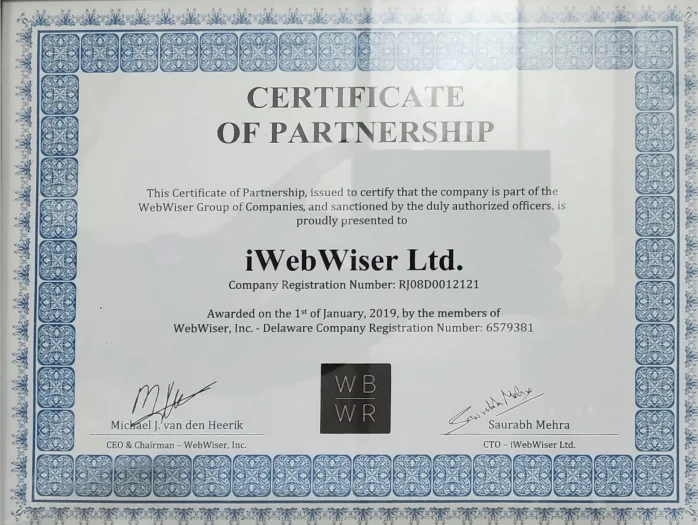 CERTIFICATE
OF PARTNERSHIP
This Certificate of Partnership, issued to certify that the company is part of the
WebWiser Group of Companies, and sanctioned by the duly authorized officers, is
proudly presented to
iWebWiser Ltd.
Company Registration Number: RJ08D0012121
Awarded on the 1st of January, 2019, by the members of
WebWiser, Inc. - Delaware Company Registration Number: 6579381
WB
WR
Saurabh Mehra
Michael J. van den Heerik
Saurabh Mehra
CEO & Chairman – WebWiser, Inc.
CTO – iWebWiser Ltd.